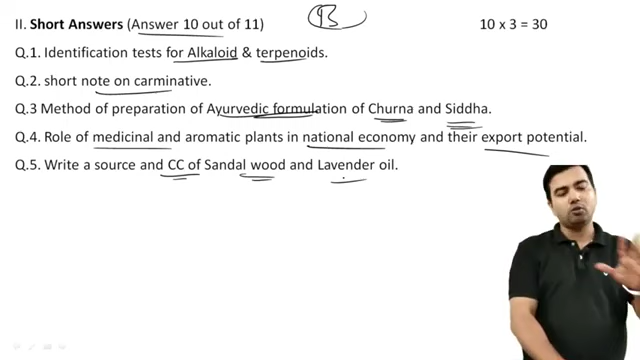 II. Short Answers (Answer 10 out of 11) 10 x 3 = 30
Q.1. Identification tests for Alkaloid & terpenoids.
Q.2. short note on carminative.
Q.3 Method of preparation of Ayurvedic formulation of Churna and Siddha.
Q.4. Role of medicinal and aromatic plants in national economy and their export potential.
Q.5. Write a source and CC of Sandal wood and Lavender oil.